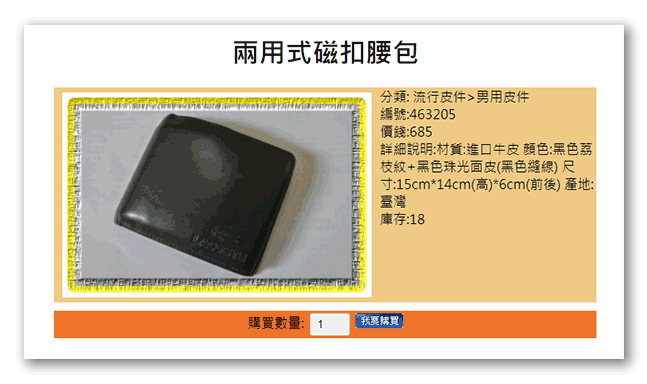 兩用式磁扣腰包
分類: 流行皮件>男用皮件
編號:463205
價錢:685
詳細說明:材質:進口牛皮 顏色:黑色荔
枝紋+黑色珠光面皮(黑色縫線) 尺
寸:15cm*14cm(高)*6cm(前後) 產地:
臺灣
庫存:18
購買數量: 1 我要購買